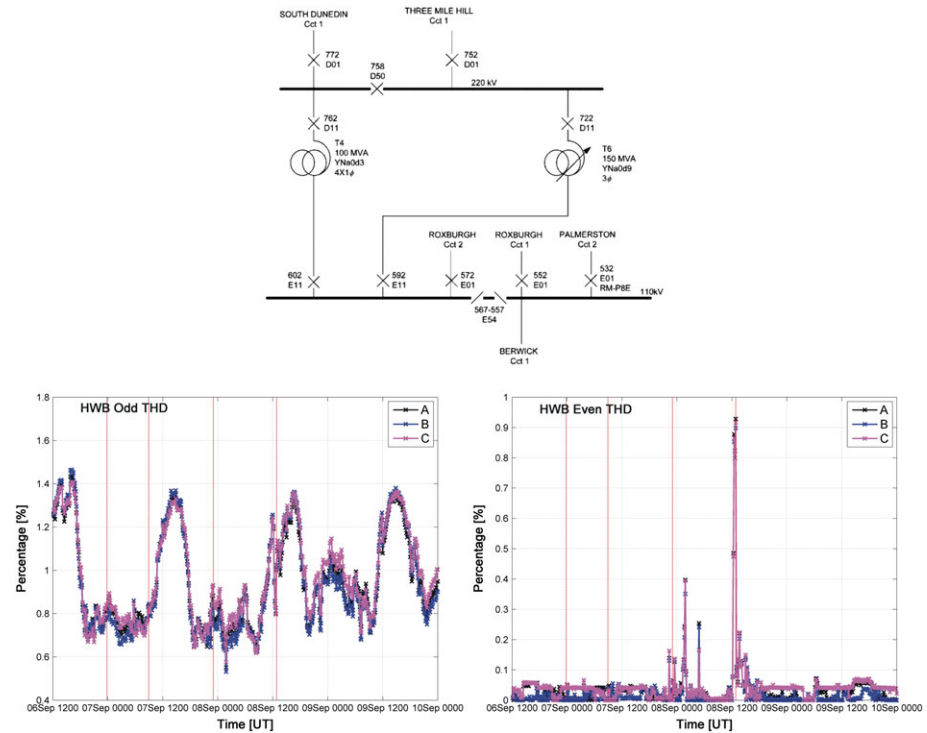 SOUTH DUNEDIN
Cct 1
THREE MILE HILL
Cct 1
772
D01
758
D50
752
D01
220 kV
762
D11
722
D11
T4
100 MVA
YNa0d3
4X1ϕ
T6
150 MVA
YNa0d9
3ϕ
ROXBURGH
Cct 2
ROXBURGH
Cct 1
PALMERSTON
Cct 2
602
E11
592
E11
572
E01
552
E01
532
E01
RM-P8E
110kV
567-557
E54
BERWICK
Cct 1
HWB Odd THD
A
B
C
Percentage [%]
1.8
1.6
1.4
1.2
1
0.8
0.6
0.4
06Sep 1200 07Sep 0000 07Sep 1200 08Sep 0000 08Sep 1200 09Sep 0000 09Sep 1200 10Sep 0000
Time [UT]
HWB Even THD
A
B
C
Percentage [%]
1
0.9
0.8
0.7
0.6
0.5
0.4
0.3
0.2
0.1
0
06Sep 1200 07Sep 0000 07Sep 1200 08Sep 0000 08Sep 1200 09Sep 0000 09Sep 1200 10Sep 0000
Time [UT]